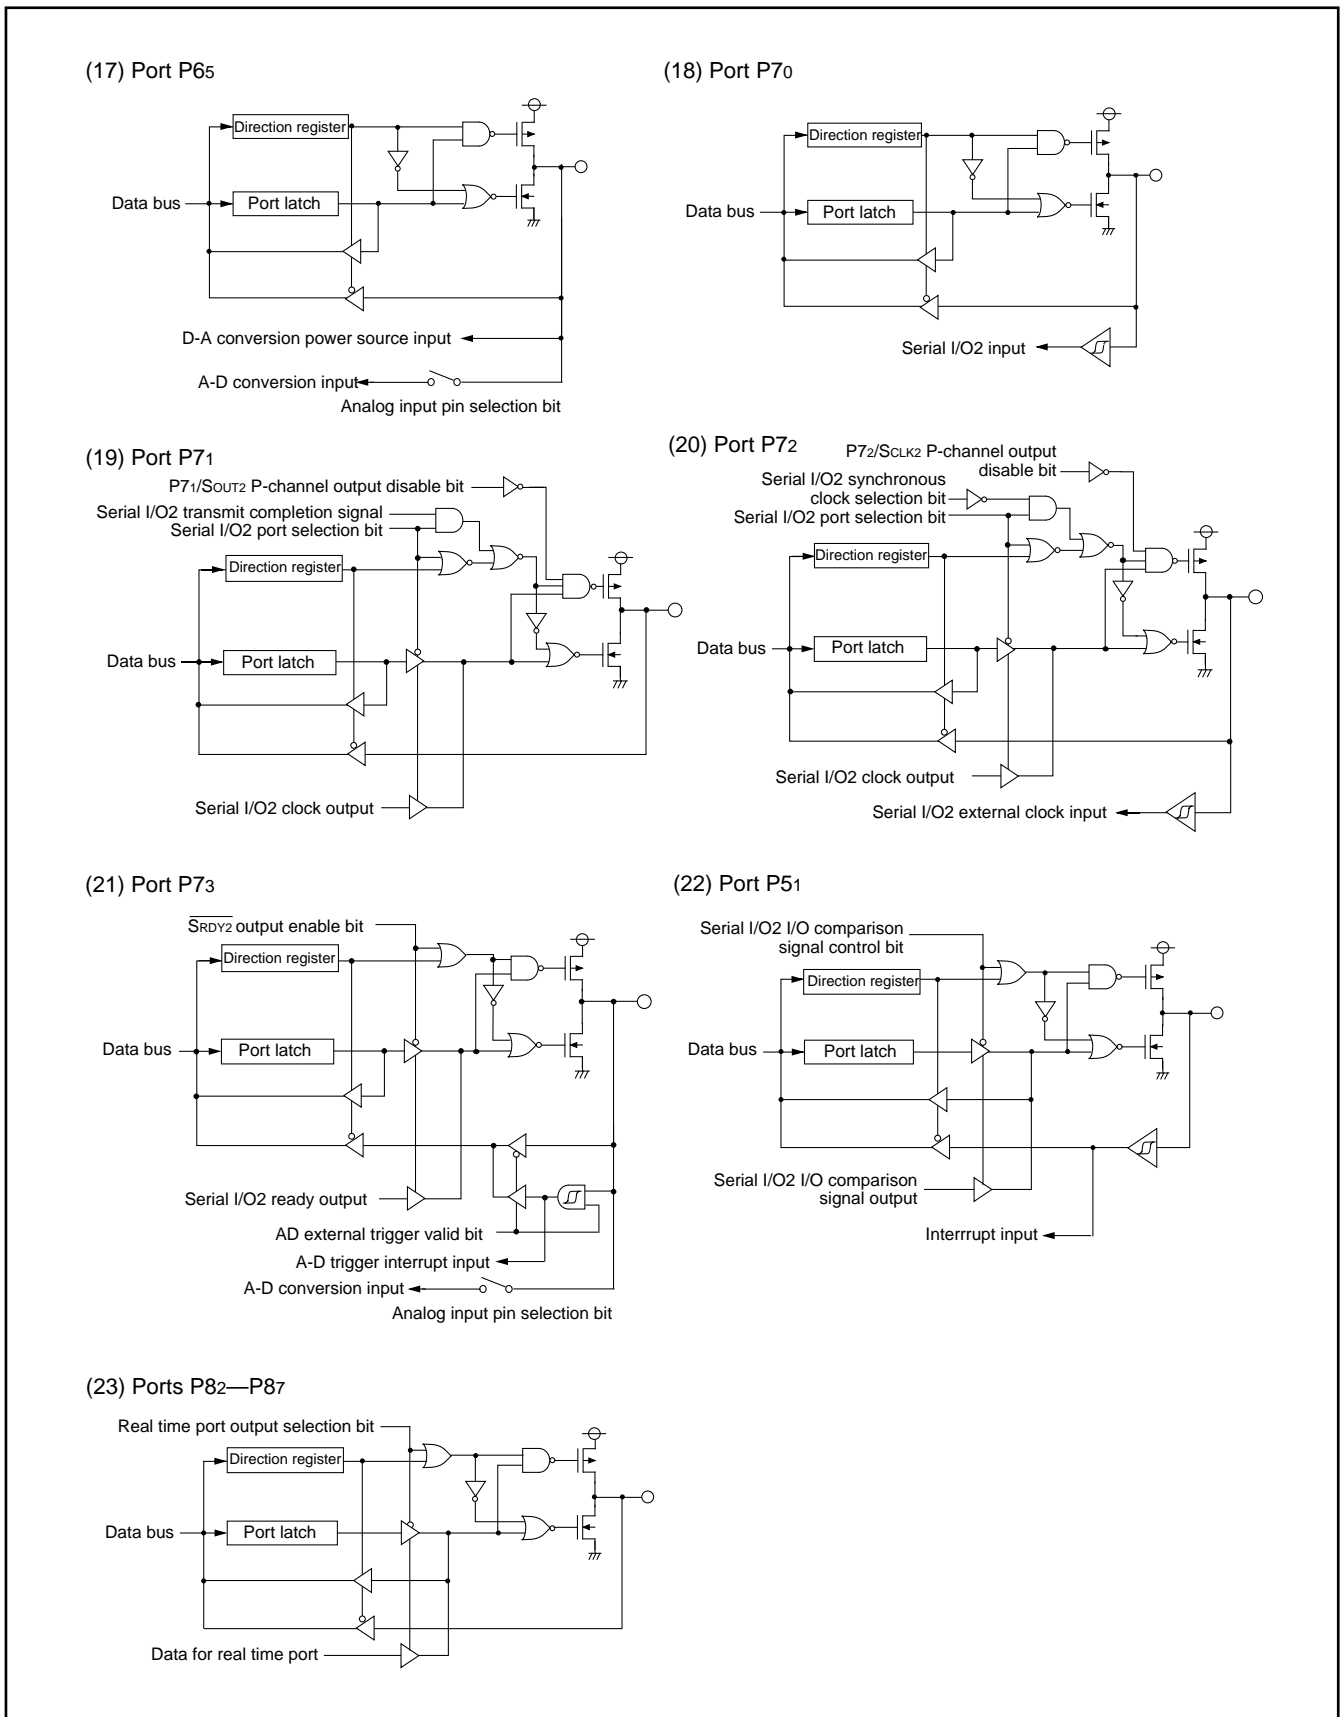 (17) Port P65
Direction register
Data bus
Port latch
D-A conversion power source input
A-D conversion input
Analog input pin selection bit
(18) Port P70
Direction register
Data bus
Port latch
Serial I/O2 input
(19) Port P71
P71/SOUT2 P-channel output disable bit
Serial I/O2 transmit completion signal
Serial I/O2 port selection bit
Direction register
Data bus
Port latch
Serial I/O2 clock output
(20) Port P72
P72/SCLK2 P-channel output
disable bit
Serial I/O2 synchronous
clock selection bit
Serial I/O2 port selection bit
Direction register
Data bus
Port latch
Serial I/O2 clock output
Serial I/O2 external clock input
(21) Port P73
SRDY2 output enable bit
Direction register
Data bus
Port latch
Serial I/O2 ready output
AD external trigger valid bit
A-D trigger interrupt input
A-D conversion input
Analog input pin selection bit
(22) Port P51
Serial I/O2 I/O comparison
signal control bit
Direction register
Data bus
Port latch
Serial I/O2 I/O comparison
signal output
Interrrupt input
(23) Ports P82—P87
Real time port output selection bit
Direction register
Data bus
Port latch
Data for real time port